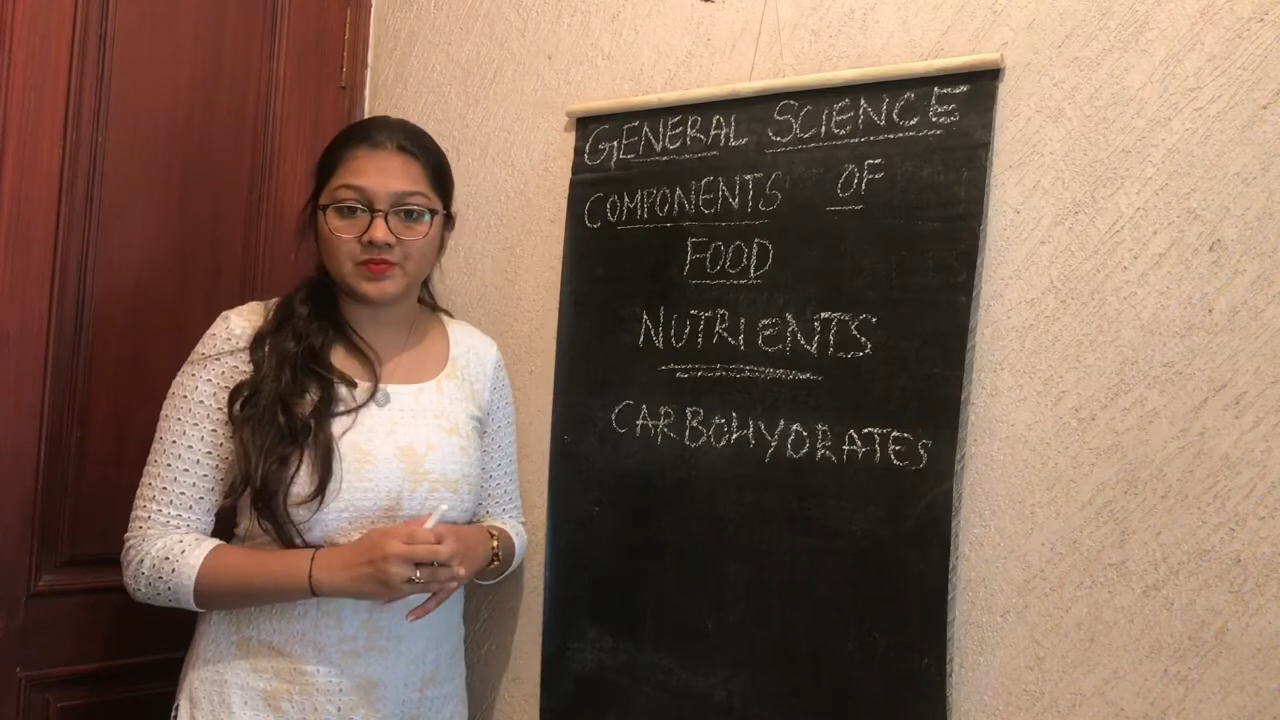 GENERAL SCIENCE
COMPONENTS OF
FOOD
NUTRIENTS
CARBOHYDRATES